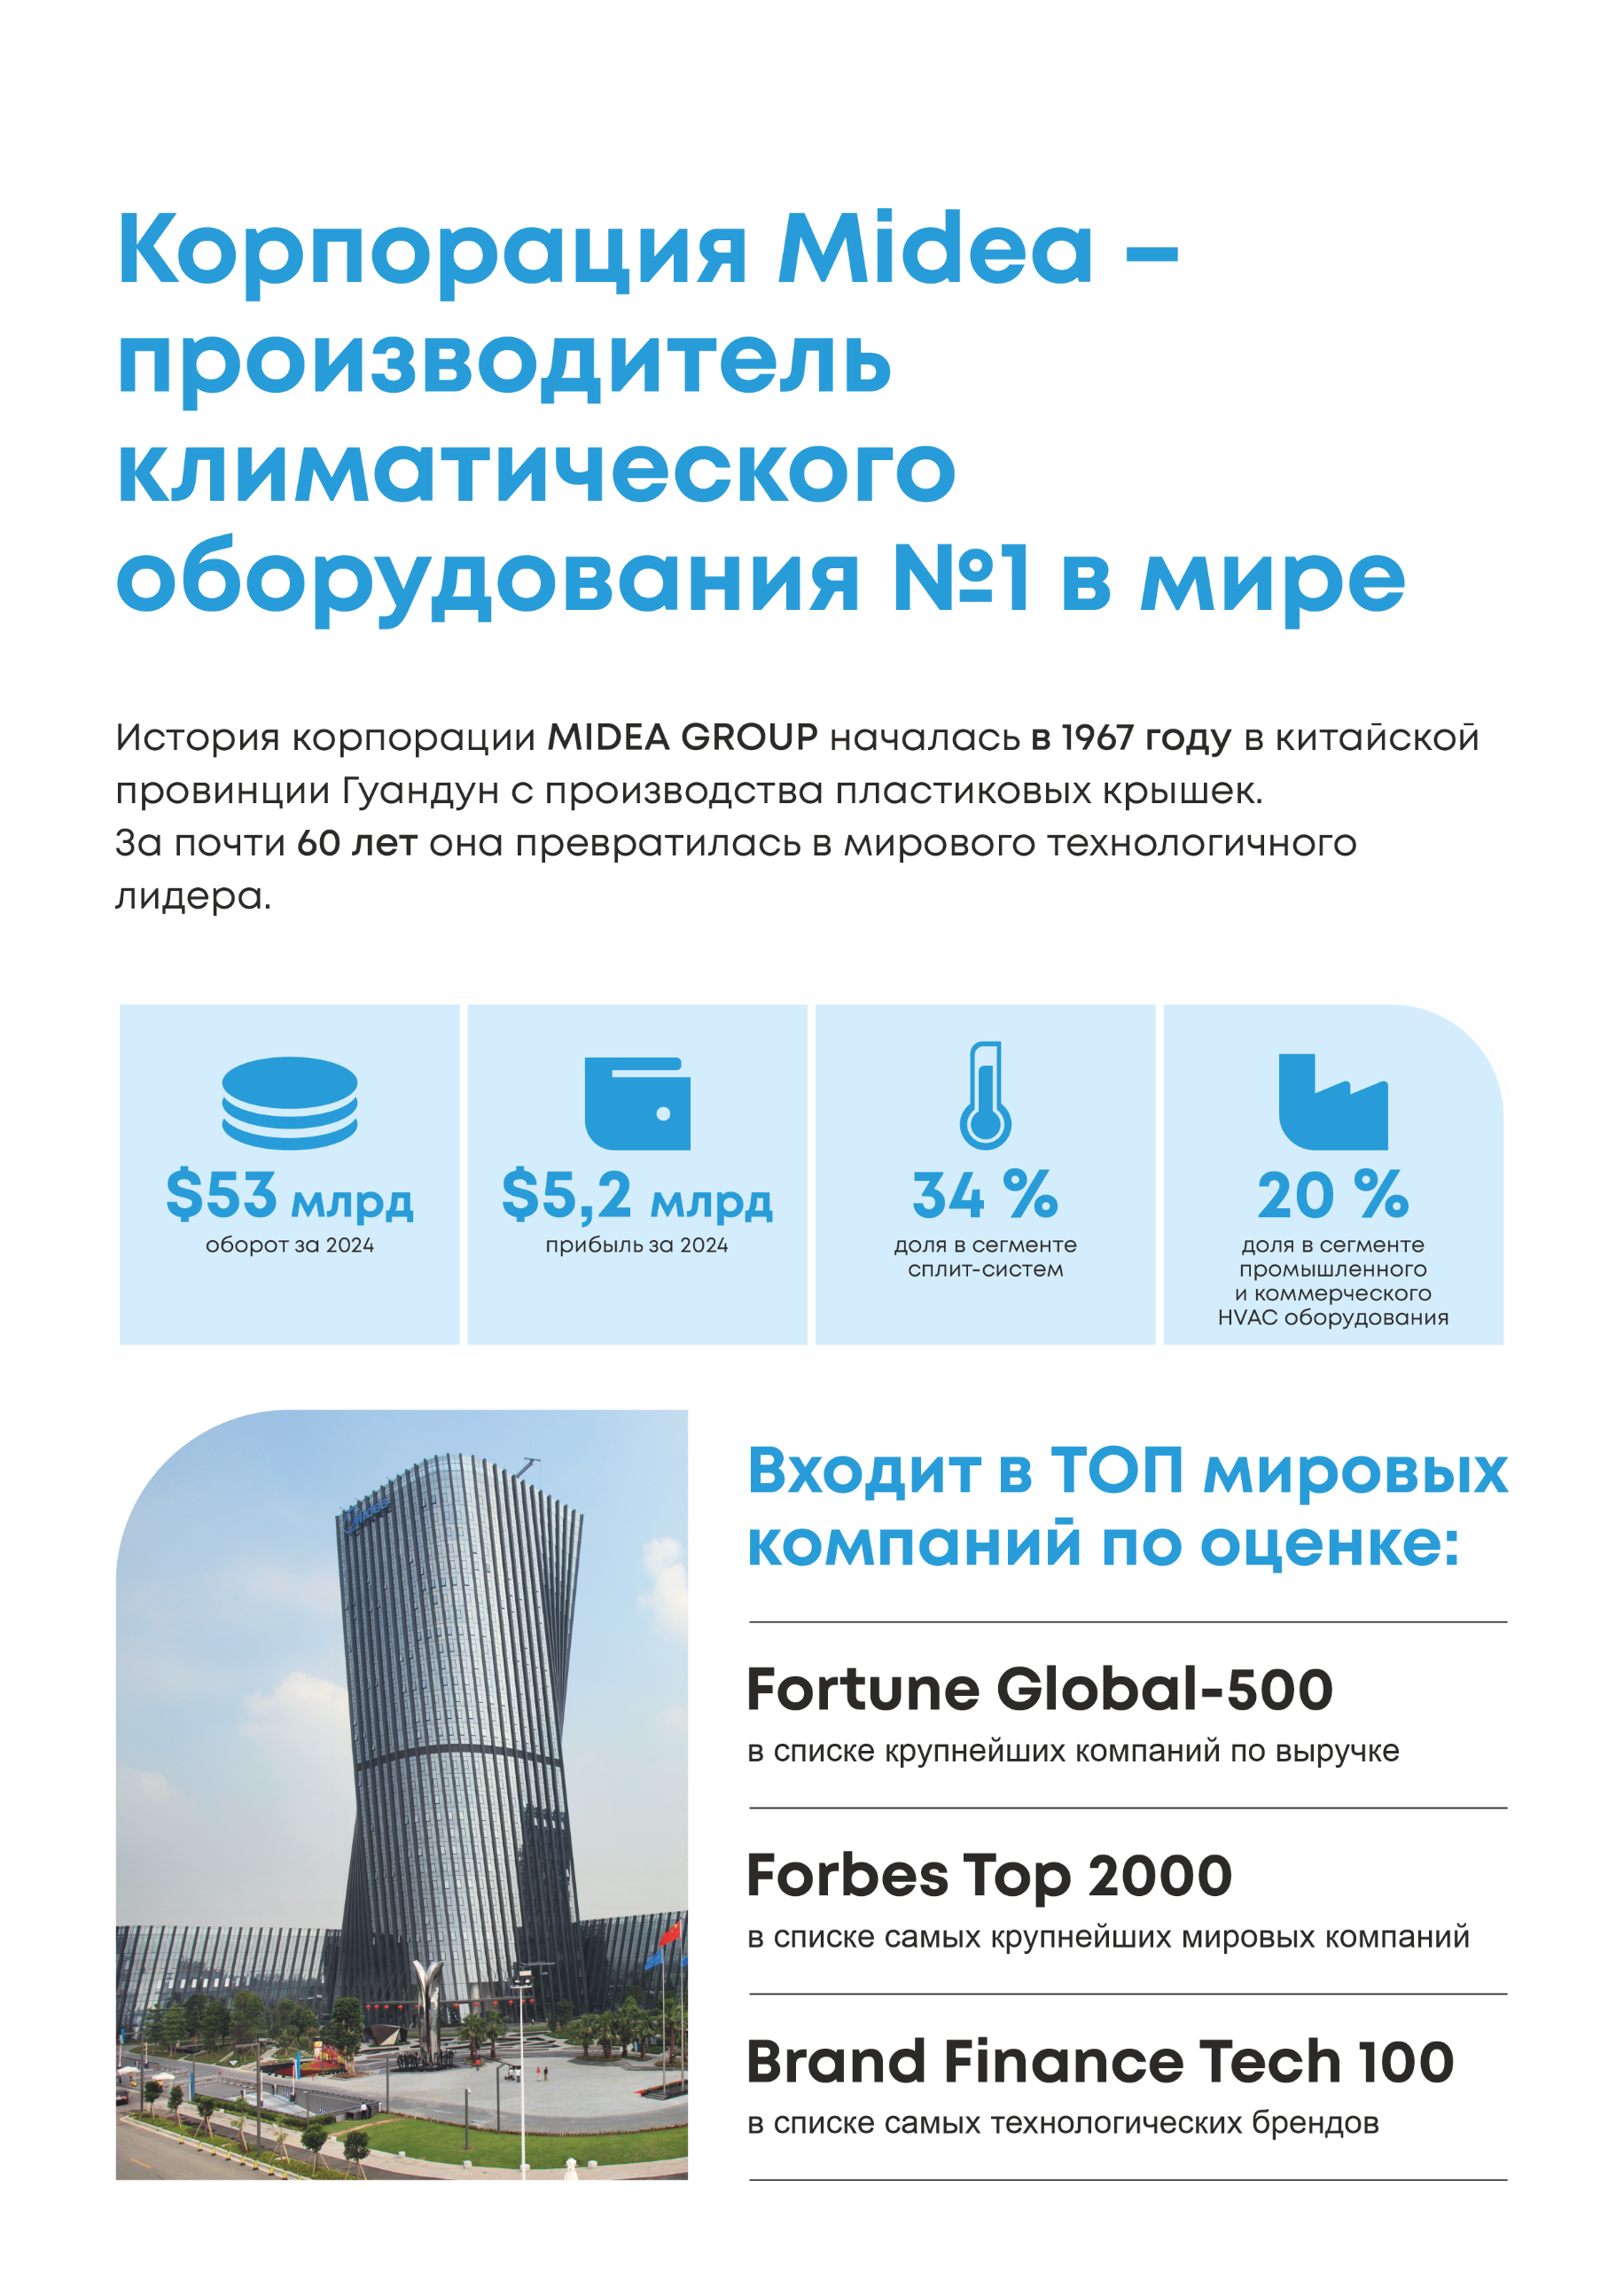 Корпорация Midea –
производитель
климатического
оборудования №1 в мире
История корпорации MIDEA GROUP началась в 1967 году в китайской
провинции Гуандун с производства пластиковых крышек.
За почти 60 лет она превратилась в мирового технологичного
лидера.
$53 млрд
оборот за 2024
$5,2 млрд
прибыль за 2024
34 %
доля в сегменте
сплит-систем
20 %
доля в сегменте
промышленного
и коммерческого
HVAC оборудования
Midea
Входит в ТОП мировых
компаний по оценке:
Fortune Global-500
в списке крупнейших компаний по выручке
Forbes Top 2000
в списке самых крупнейших мировых компаний
Brand Finance Tech 100
в списке самых технологических брендов